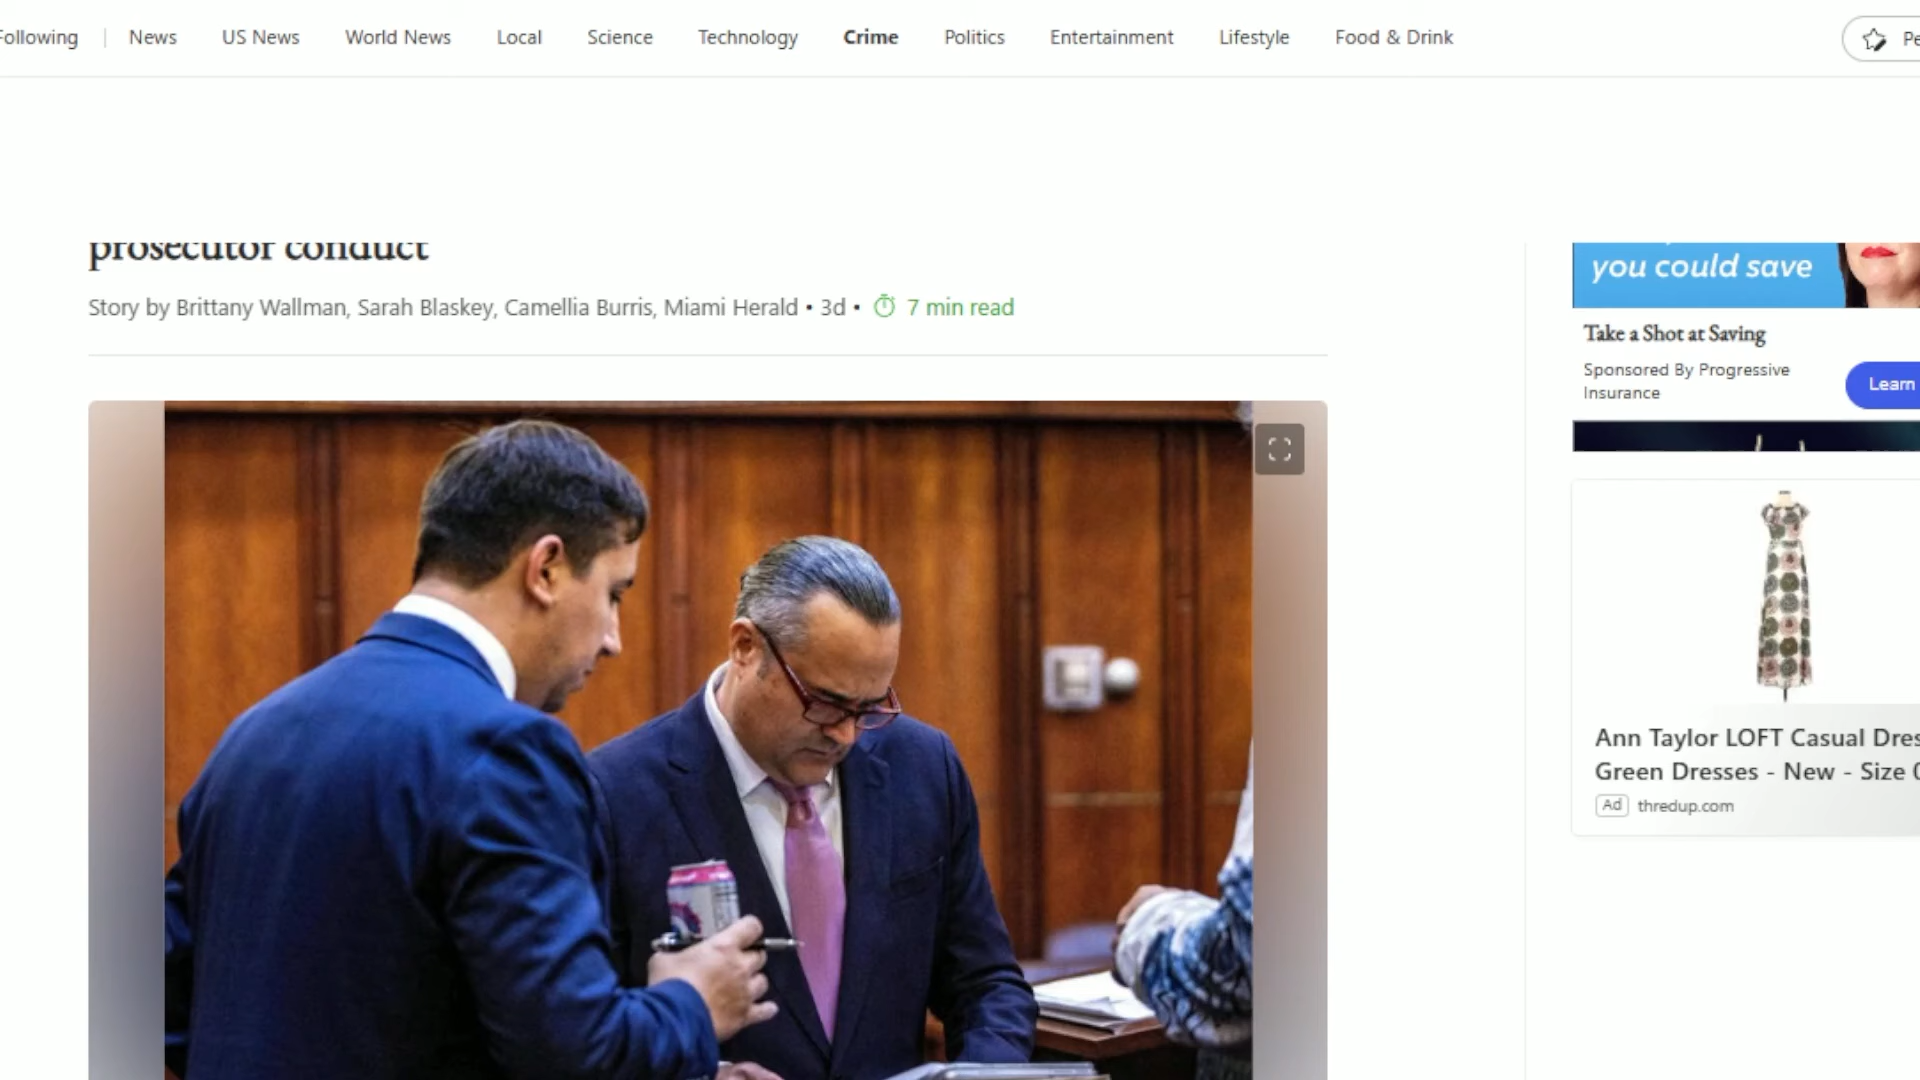 Following
News
US News
World News
Local
Science
Technology
Crime
Politics
Entertainment
Lifestyle
Food & Drink
prosecutor conduct
Story by Brittany Wallman, Sarah Blaskey, Camellia Burris, Miami Herald • 3d • 7 min read
you could save
Take a Shot at Saving
Sponsored By Progressive
Insurance
Learn
Ann Taylor LOFT Casual
Green Dresses - New - Size
Ad thredup.com